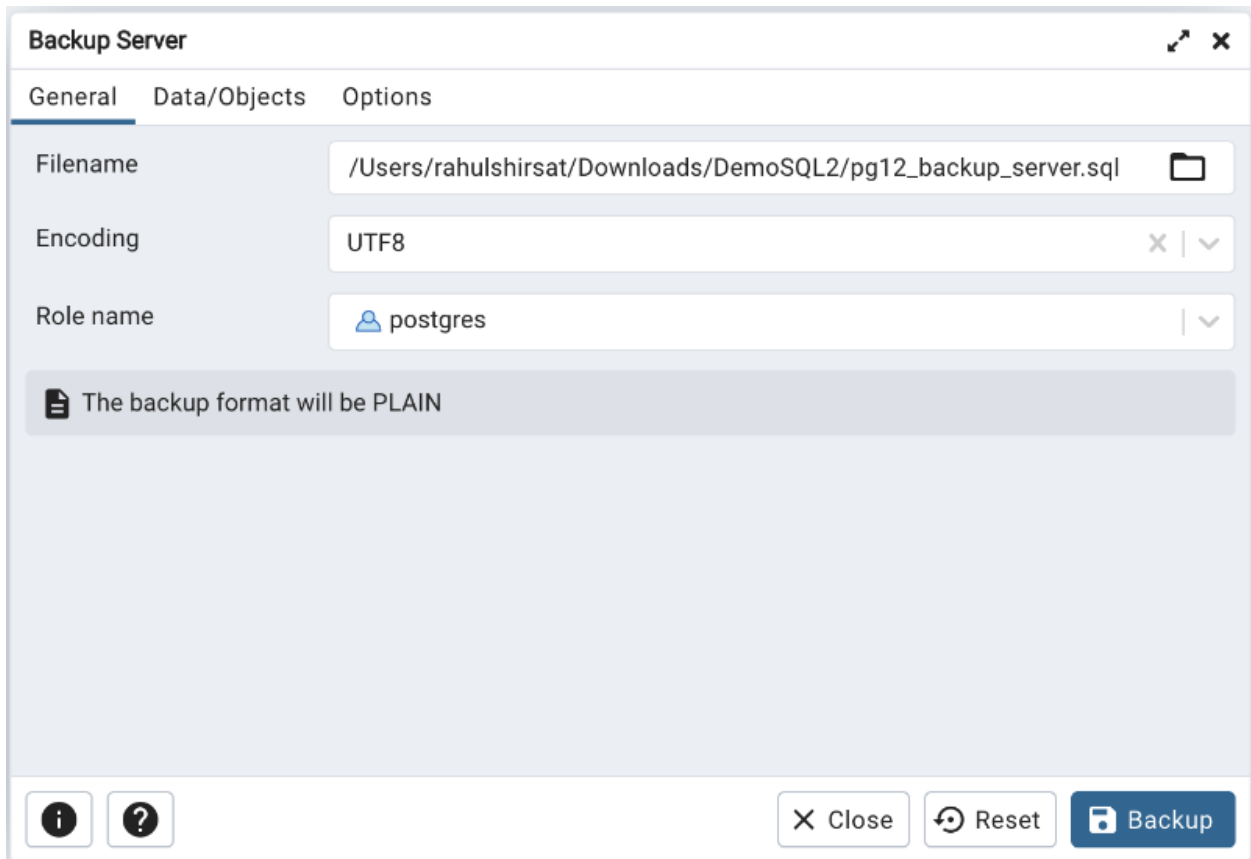 Backup Server
General Data/Objects Options
Filename /Users/rahulshirsat/Downloads/DemoSQL2/pg12_backup_server.sql
Encoding UTF8
Role name postgres
The backup format will be PLAIN
Close Reset Backup